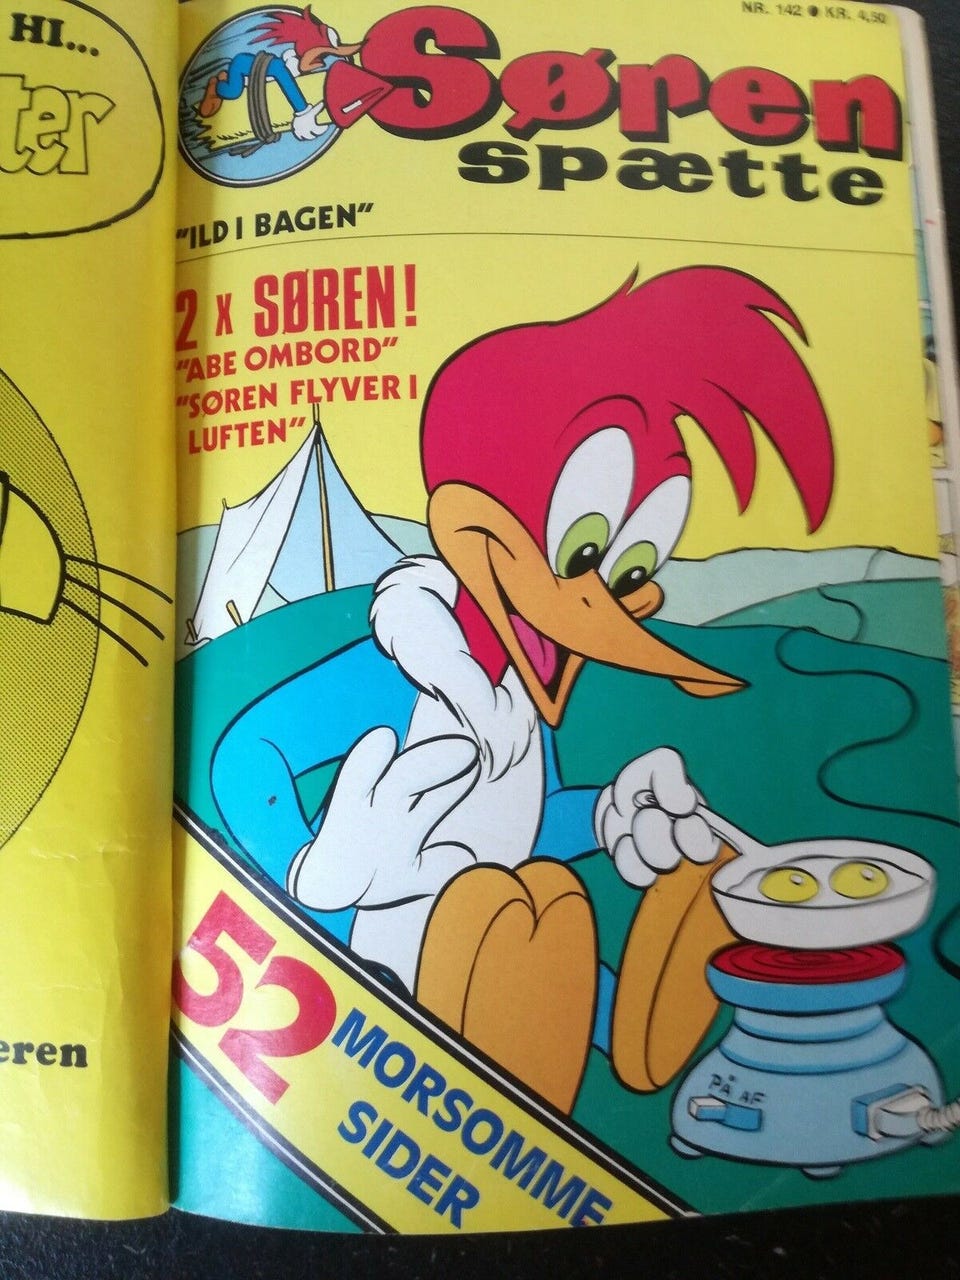 HI...
ter
eren
NR. 142 ● KR. 4,50
Søren
spætte
"ILD I BAGEN"
2 X SØREN!
"ABE OMBORD"
"SØREN FLYVER I
LUFTEN"
PÅ AF
52
MORSOMME
SIDER